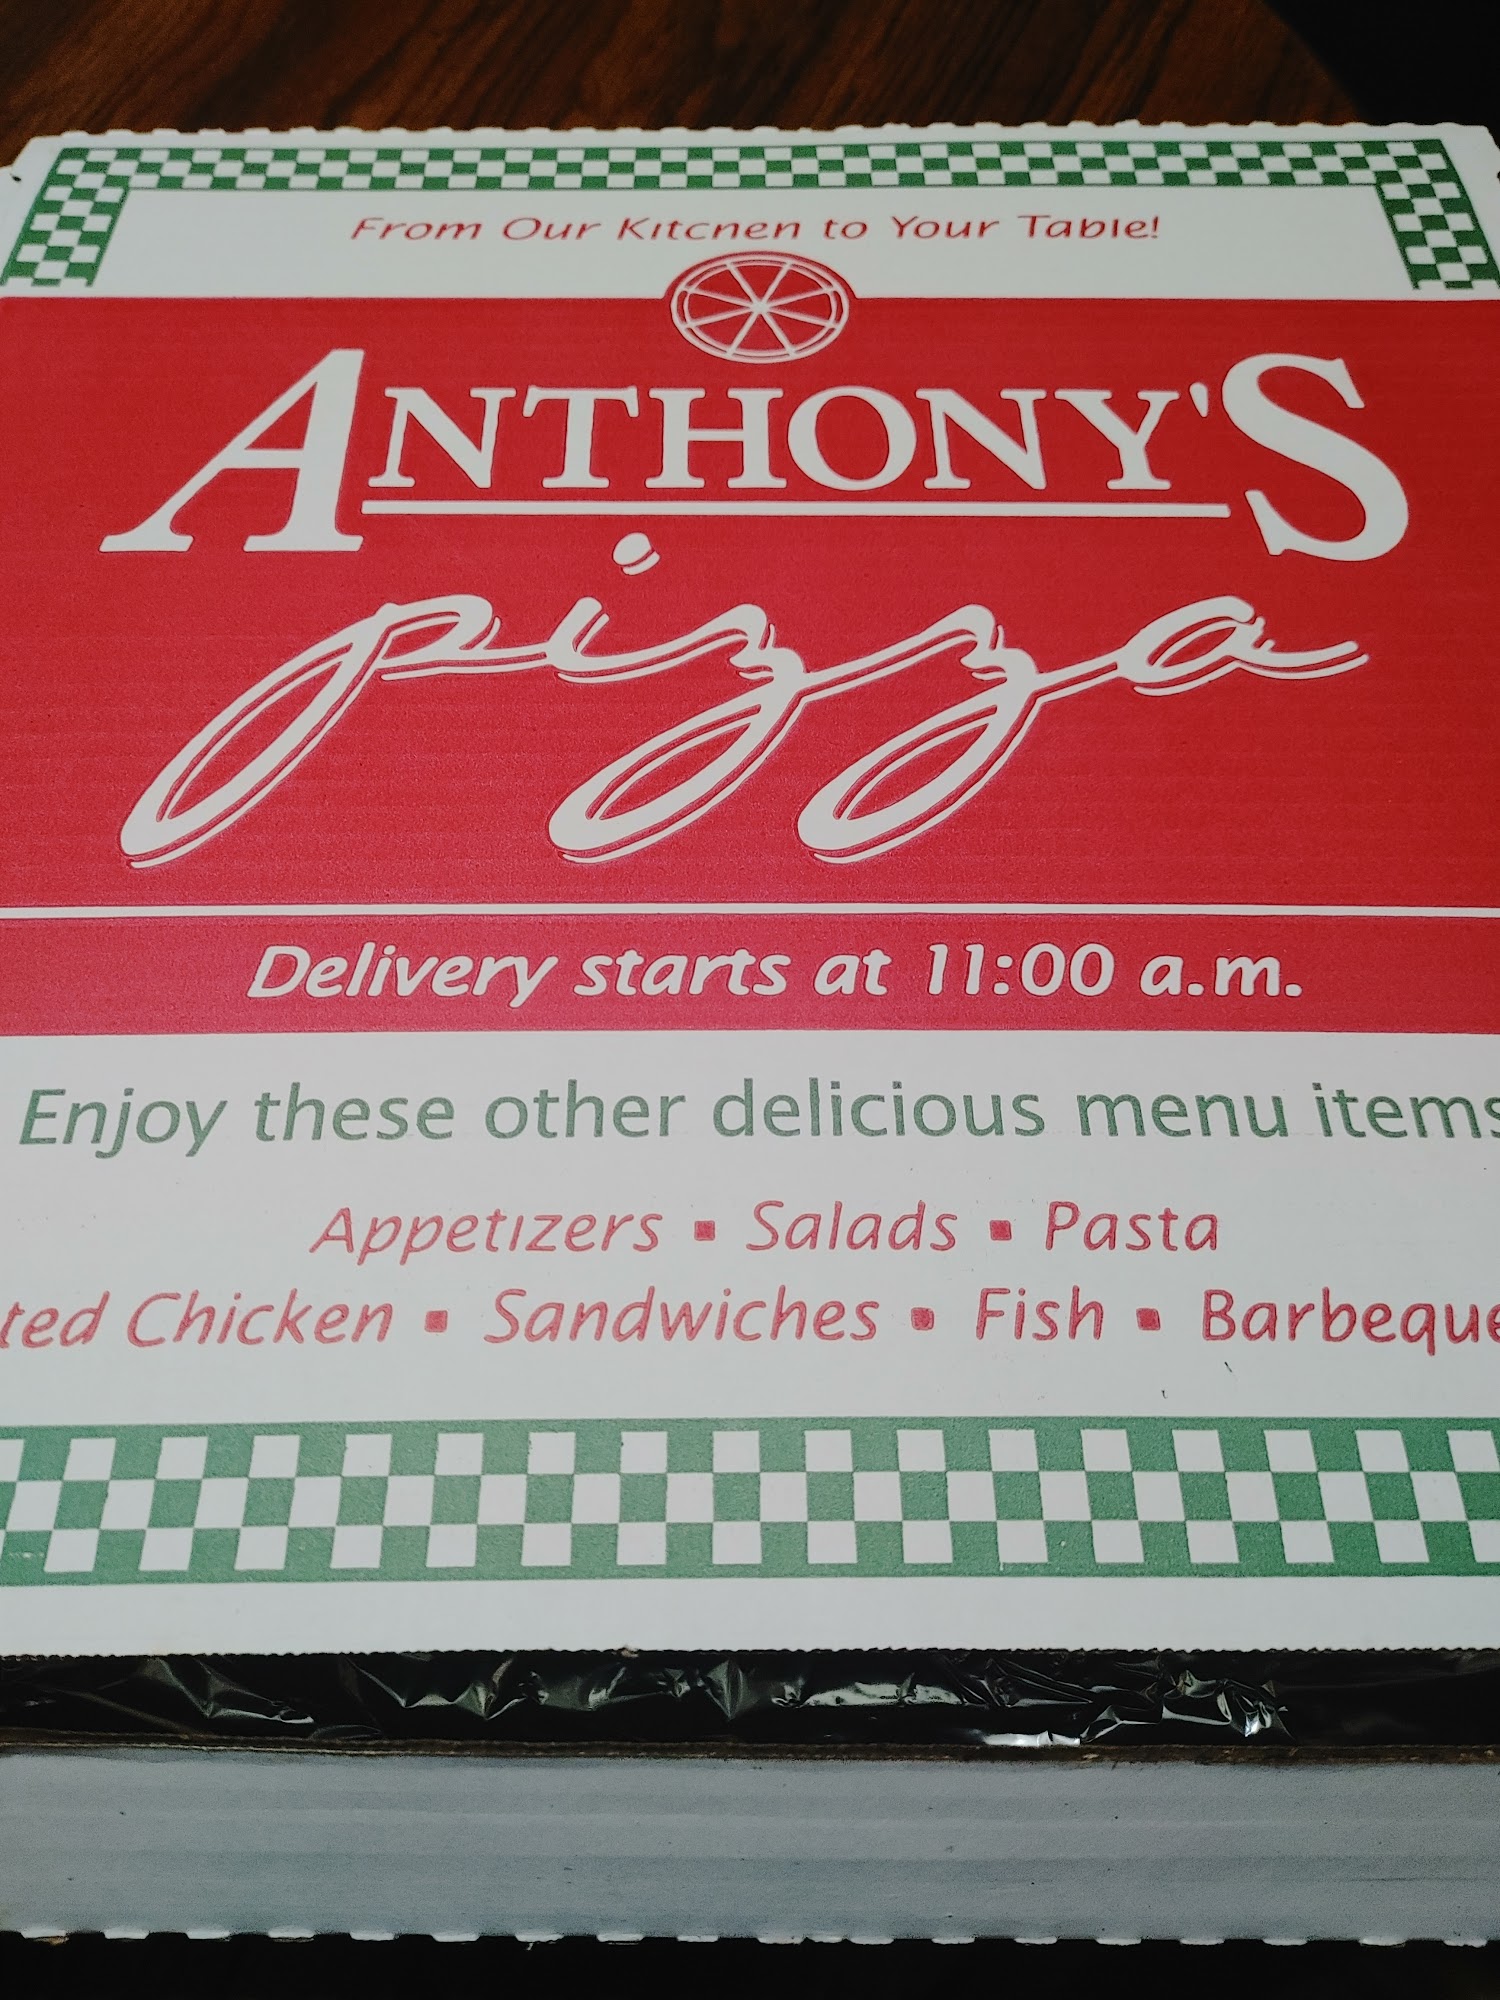 From Our Kitchen to Your Table!
ANTHONY'S
pizza
Delivery starts at 11:00 a.m.
Enjoy these other delicious menu items
Appetizers ▪ Salads ▪ Pasta
Chicken ▪ Sandwiches ▪ Fish ▪ Barbeque